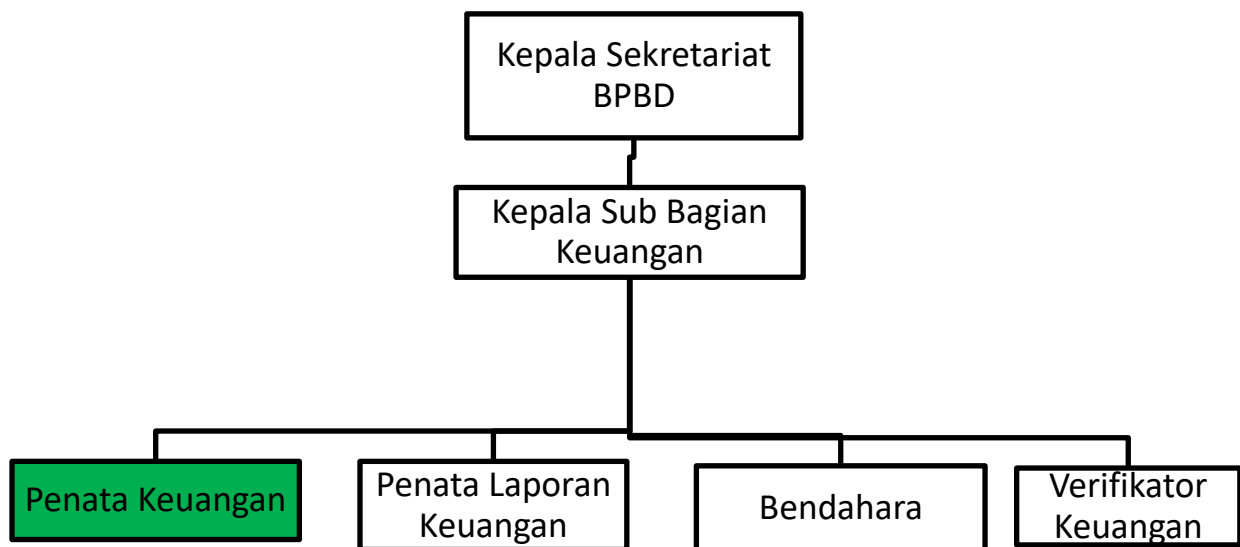 Kepala Sekretariat
BPBD
Kepala Sub Bagian
Keuangan
Penata Keuangan
Penata Laporan
Keuangan
Bendahara
Verifikator
Keuangan